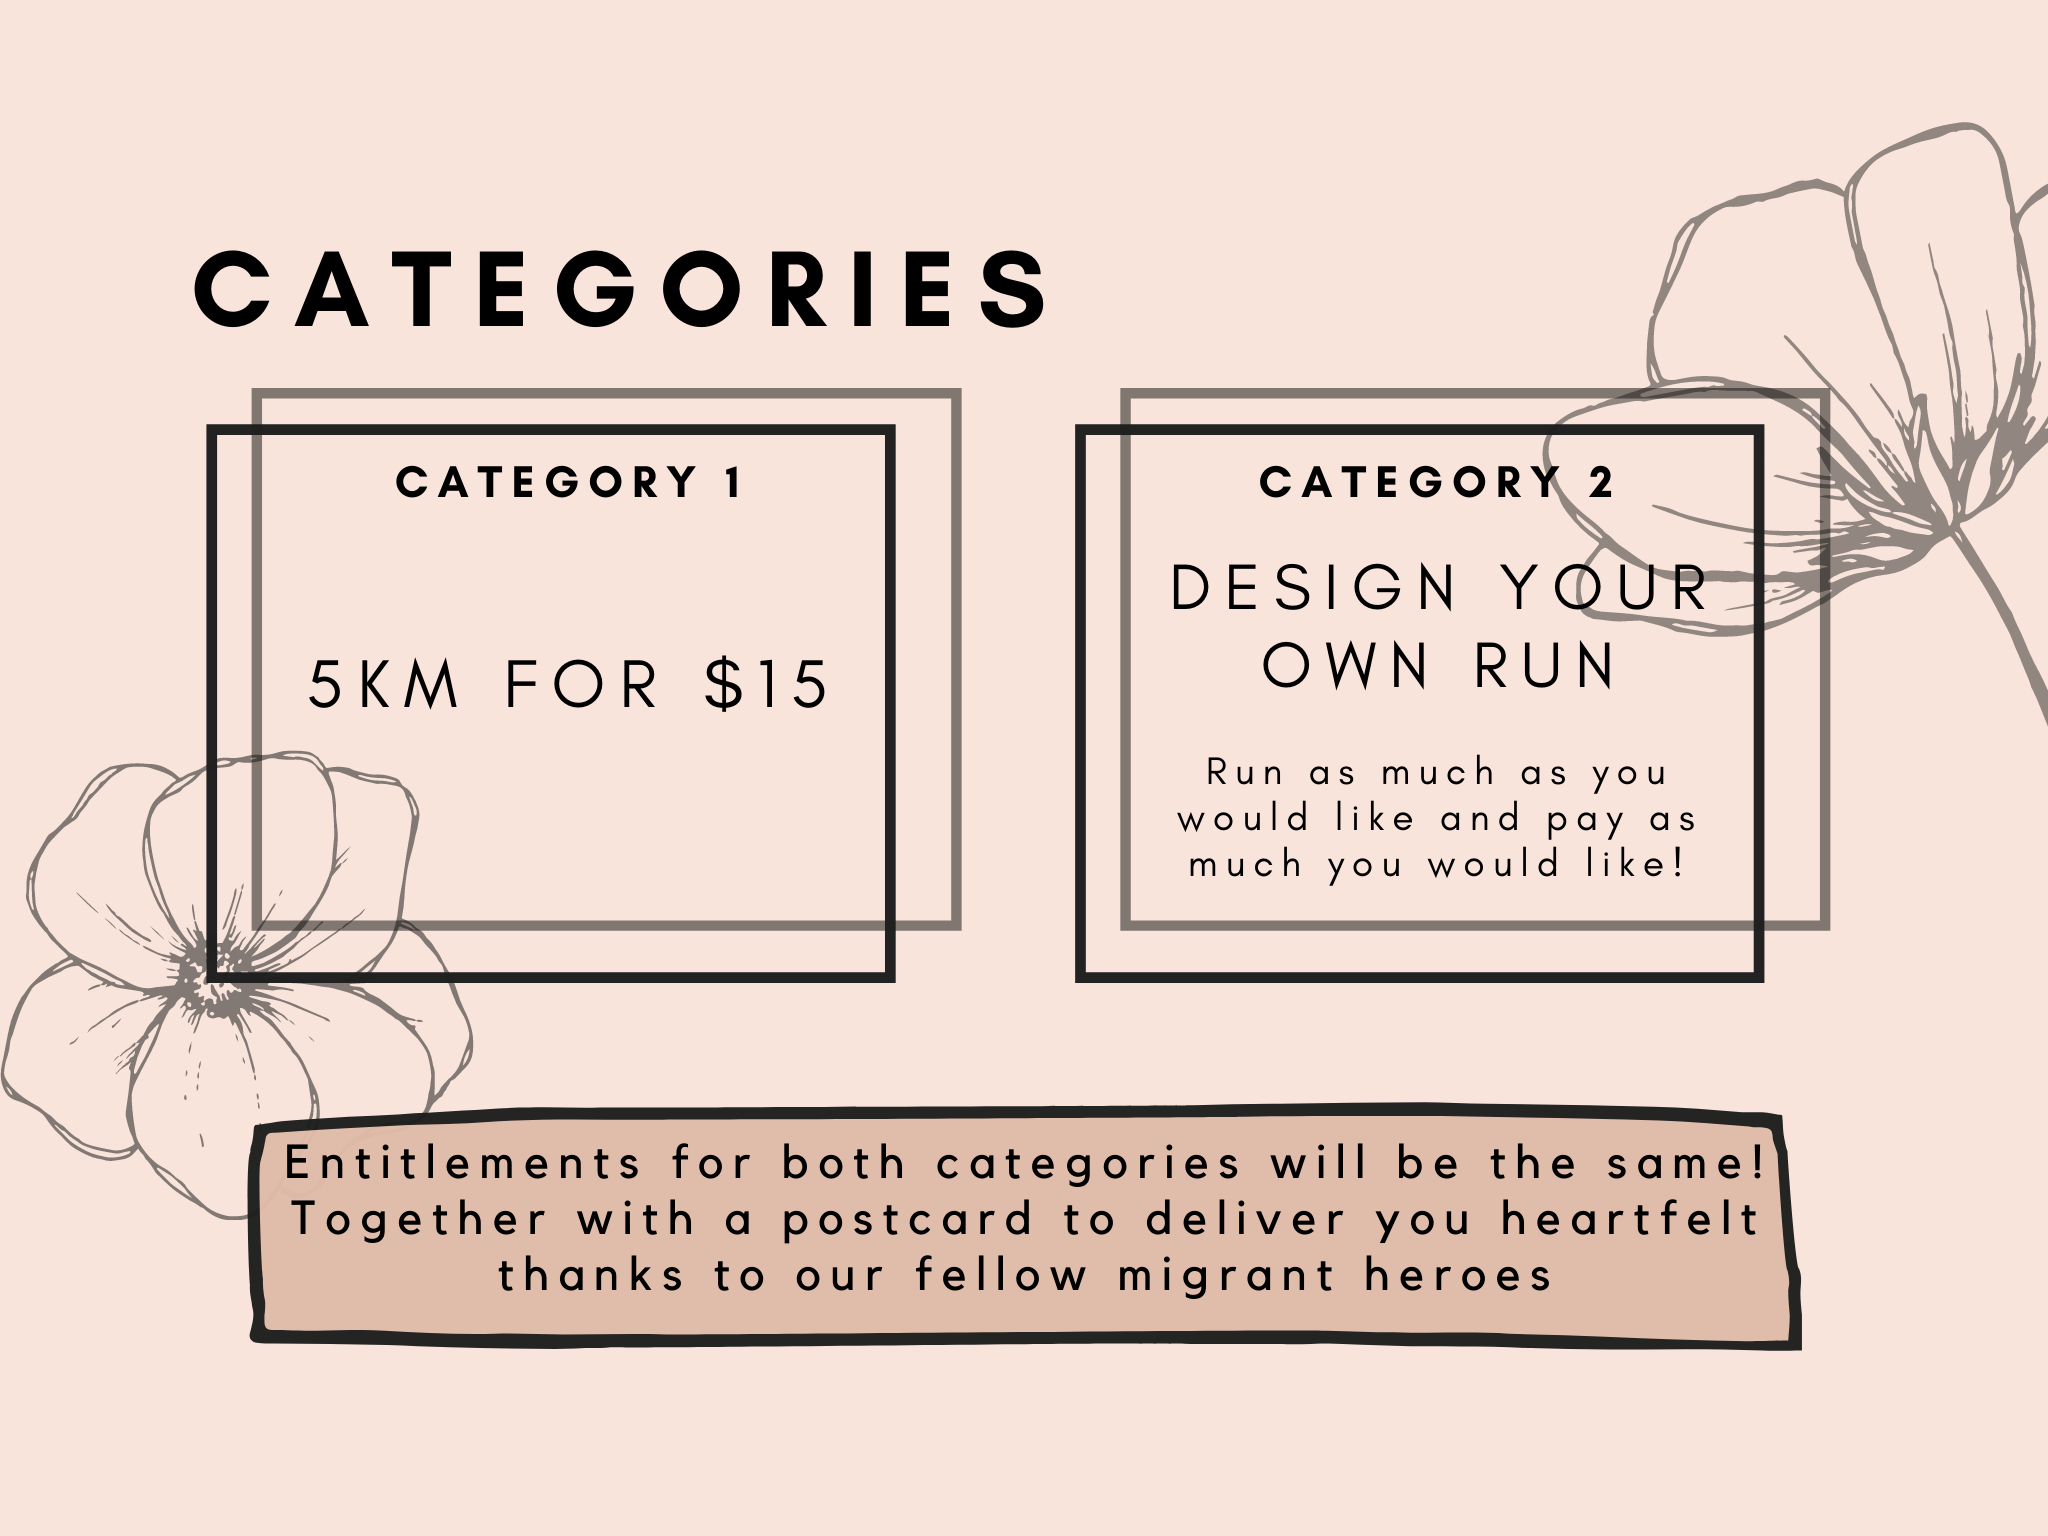 CATEGORIES
CATEGORY 1
5KM FOR $15
CATEGORY 2
DESIGN YOUR
OWN RUN
Run as much as you
would like and pay as
much you would like!
Entitlements for both categories will be the same!
Together with a postcard to deliver you heartfelt
thanks to our fellow migrant heroes